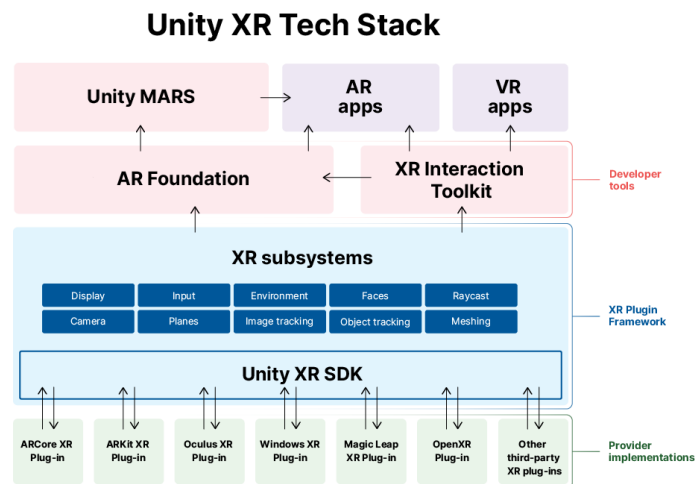 Unity XR Tech Stack
Unity MARS
AR
apps
VR
apps
AR Foundation
XR Interaction
Toolkit
Developer
tools
XR subsystems
Display
Input
Environment
Faces
Raycast
Camera
Planes
Image tracking
Object tracking
Meshing
XR Plugin
Framework
Unity XR SDK
ARCore XR
Plug-in
ARKit XR
Plug-in
Oculus XR
Plug-in
Windows XR
Plug-in
Magic Leap
XR Plug-in
OpenXR
Plug-in
Other
third-party
XR plug-ins
Provider
implementations